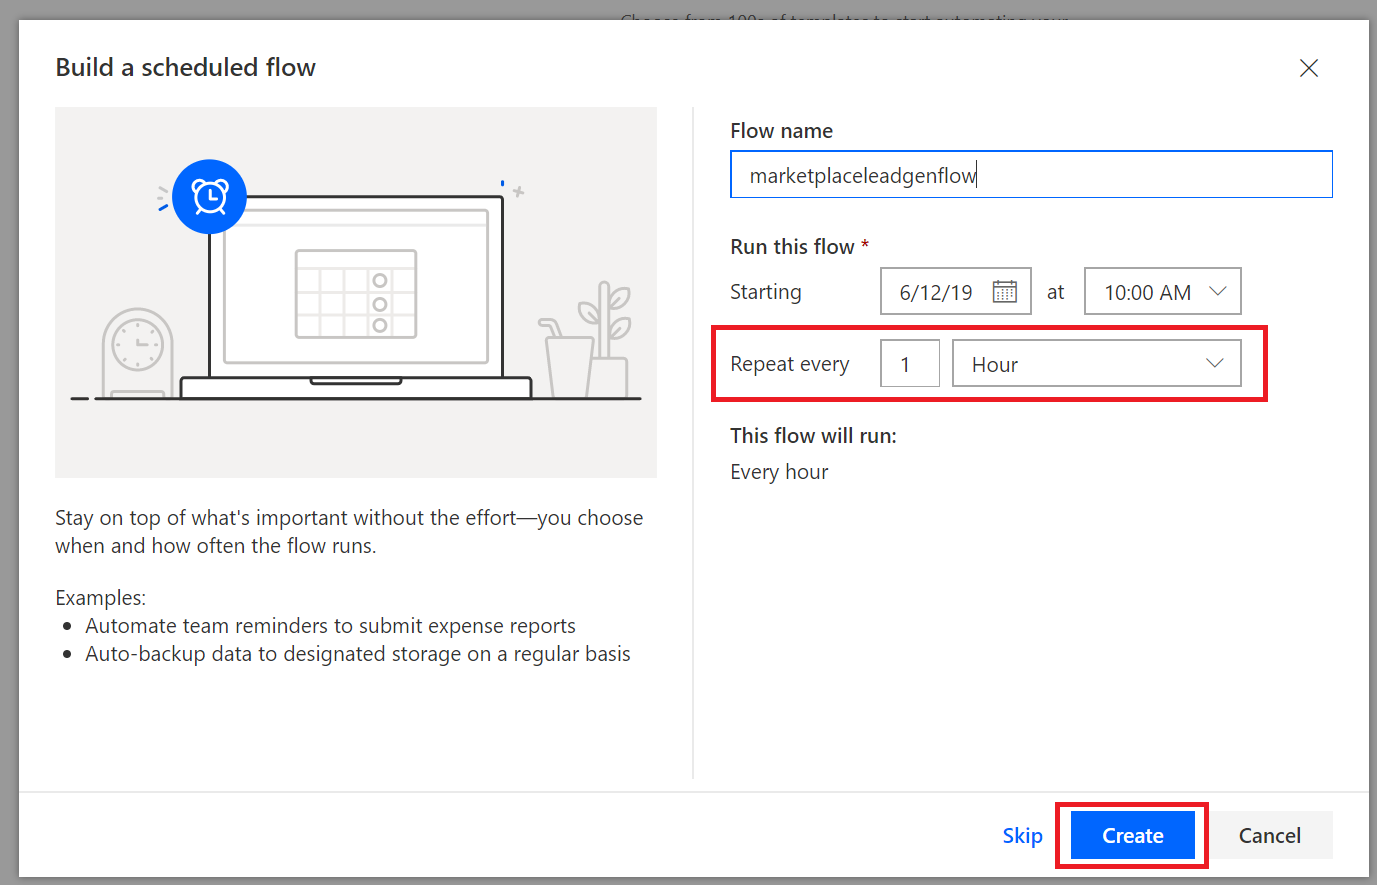 Choose from 100s of templates to start automating your
Build a scheduled flow
Flow name
marketplaceleadgenflow
Run this flow *
Starting 6/12/19 at 10:00 AM
Repeat every 1 Hour
This flow will run:
Every hour
Stay on top of what's important without the effort—you choose
when and how often the flow runs.
Examples:
• Automate team reminders to submit expense reports
• Auto-backup data to designated storage on a regular basis
Skip Create Cancel